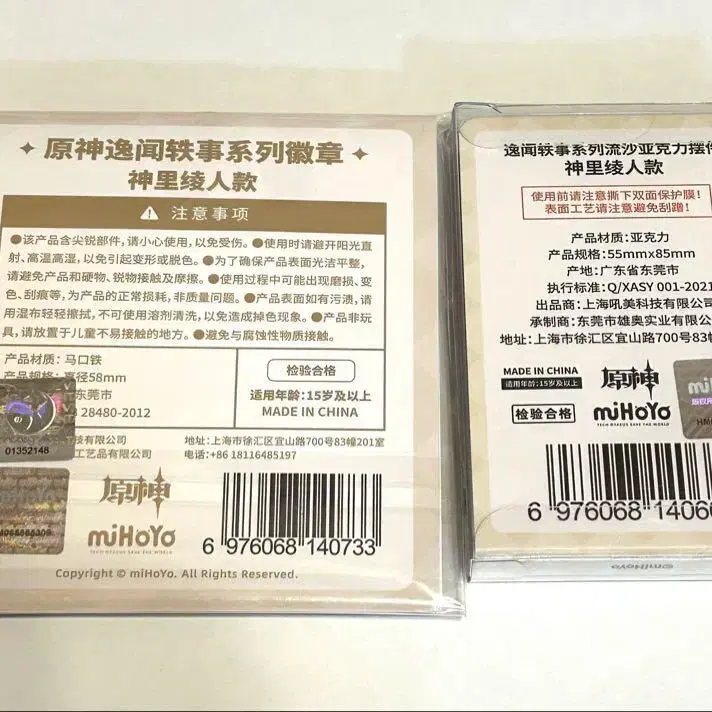 原神逸闻轶事系列徽章
神里绫人款
注意事项
●该产品含尖锐部件,请小心使用,以免受伤。●使用时请避开阳光直
射、高温高湿,以免引起变形或脱色。●为了确保产品表面光洁平整,
请避免产品和硬物、锐物接触及摩擦。●使用过程中可能出现磨损、变
色、刮痕等,为产品的正常损耗,非质量问题。●产品表面如有污渍,请
用湿布轻轻擦拭,不可使用溶剂清洗,以免造成掉色现象。●产品非玩
具,请放置于儿童不易接触的地方。●避免与腐蚀性物质接触。
产品材质: 马口铁
产品规格: 直径58mm
东莞市
28480-2012
检验合格
适用年龄: 15岁及以上
MADE IN CHINA
01352148
技有限公司
工艺品有限公司
地址: 上海市徐汇区宜山路700号83幢201室
电话: +86 18116485197
原神
miHoYo
TECH OTAKUS SAVE THE WORLD
6 976068 140733
Copyright © miHoYo. All Rights Reserved.
逸闻轶事系列流沙亚克力摆件
神里绫人款
使用前请注意撕下双面保护膜!
表面工艺请注意避免刮蹭!
产品材质: 亚克力
产品规格: 55mmx85mm
产地: 广东省东莞市
执行标准: Q/XASY 001-2021
出品商: 上海吼美科技有限公司
承制商: 东莞市雄奥实业有限公
地址: 上海市徐汇区宜山路700号83
MADE IN CHINA
适用年龄: 15岁及以上
检验合格
原神
miHoYo
TECH OTAKUS SAVE THE WORLD
miHo
版权
HM
6 976068 14066
©miHoYo